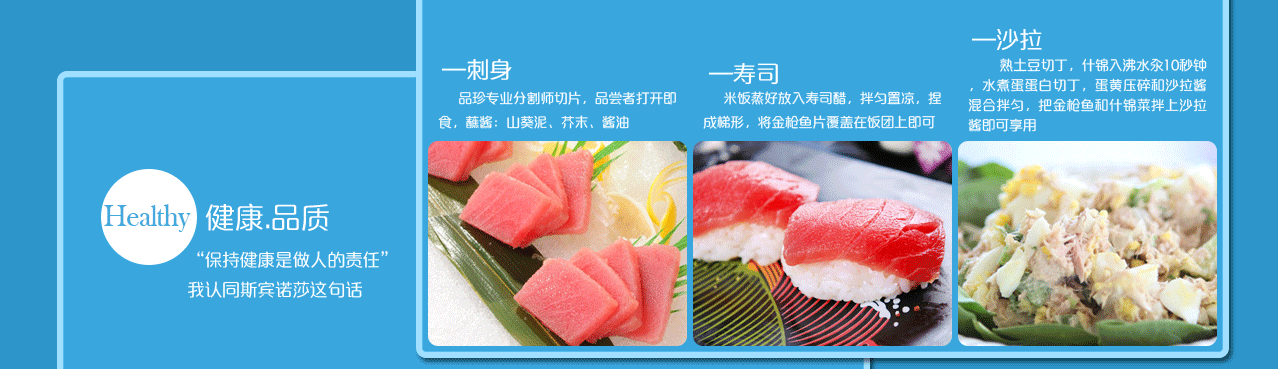 一刺身
品珍专业分割师切片，品尝者打开即
食，蘸酱：山葵泥、芥末、酱油
一寿司
米饭蒸好放入寿司醋，拌匀置凉，捏
成梯形，将金枪鱼片覆盖在饭团上即可
一沙拉
熟土豆切丁，什锦入沸水汆10秒钟
，水煮蛋蛋白切丁，蛋黄压碎和沙拉酱
混合拌匀，把金枪鱼和什锦菜拌上沙拉
酱即可享用
Healthy 健康.品质
“保持健康是做人的责任”
我认同斯宾诺莎这句话